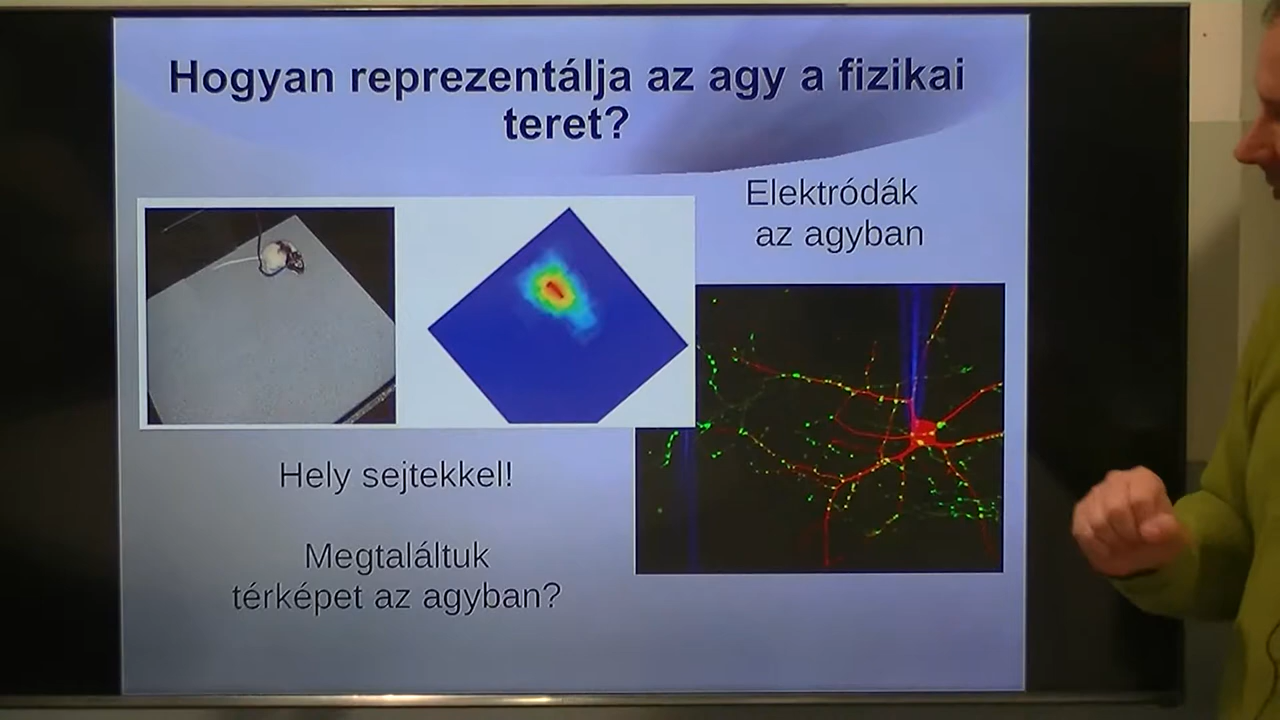 Hogyan reprezentálja az agy a fizikai
teret?
Elektródák
az agyban
Hely sejtekkel!
Megtaláltuk
térképet az agyban?